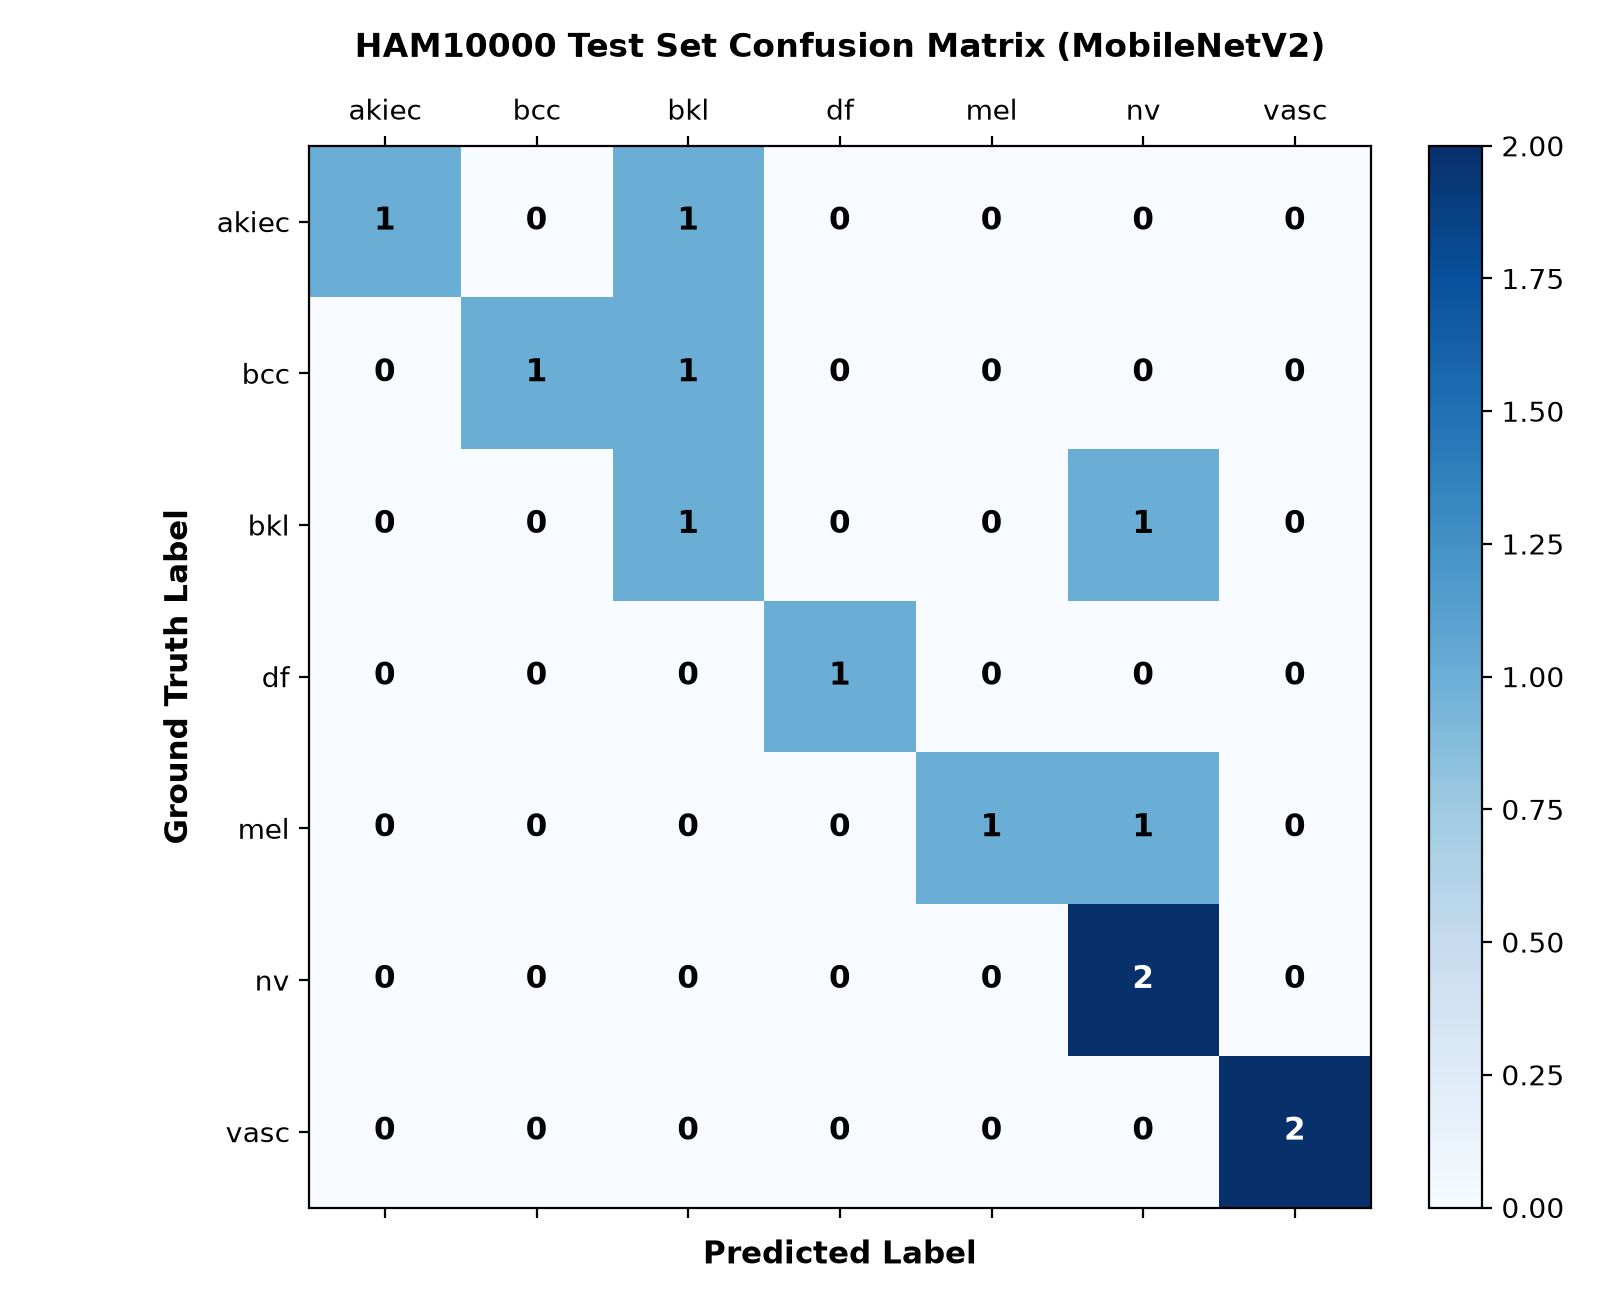 HAM10000 Test Set Confusion Matrix (MobileNetV2)
akiec bcc bkl df mel nv vasc
akiec 1 0 1 0 0 0 0
bcc 0 1 1 0 0 0 0
bkl 0 0 1 0 0 1 0
df 0 0 0 1 0 0 0
mel 0 0 0 0 1 1 0
nv 0 0 0 0 0 2 0
vasc 0 0 0 0 0 0 2
Ground Truth Label
Predicted Label
2.00
1.75
1.50
1.25
1.00
0.75
0.50
0.25
0.00